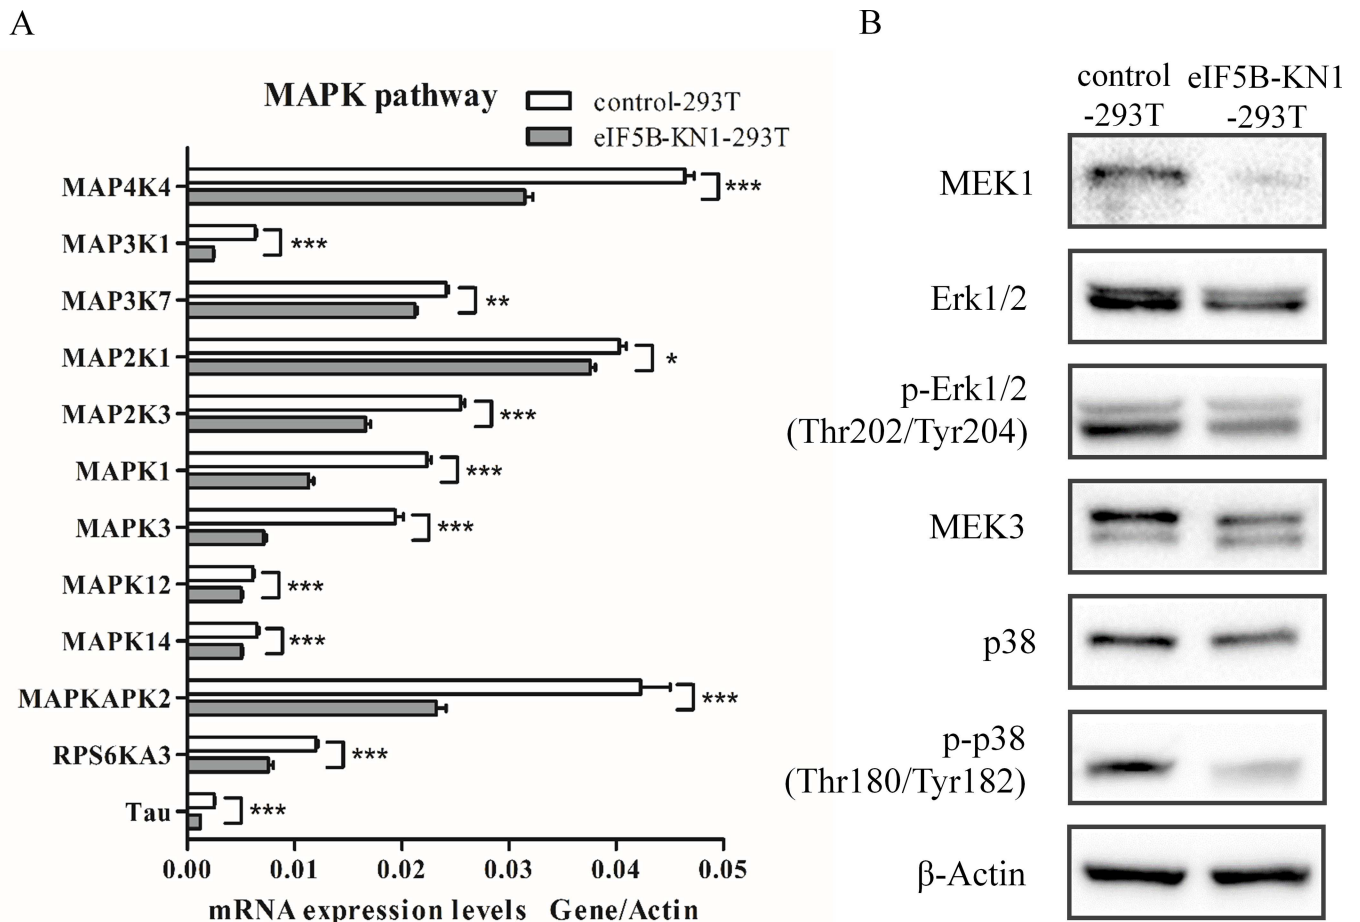 A
MAPK pathway
control-293T
eIF5B-KN1-293T
MAP4K4
***
MAP3K1
***
MAP3K7
**
MAP2K1
*
MAP2K3
***
MAPK1
***
MAPK3
***
MAPK12
***
MAPK14
***
MAPKAPK2
***
RPS6KA3
***
Tau
***
0.00 0.01 0.02 0.03 0.04 0.05
mRNA expression levels Gene/Actin
B
control eIF5B-KN1
-293T -293T
MEK1
Erk1/2
p-Erk1/2
(Thr202/Tyr204)
MEK3
p38
p-p38
(Thr180/Tyr182)
β-Actin